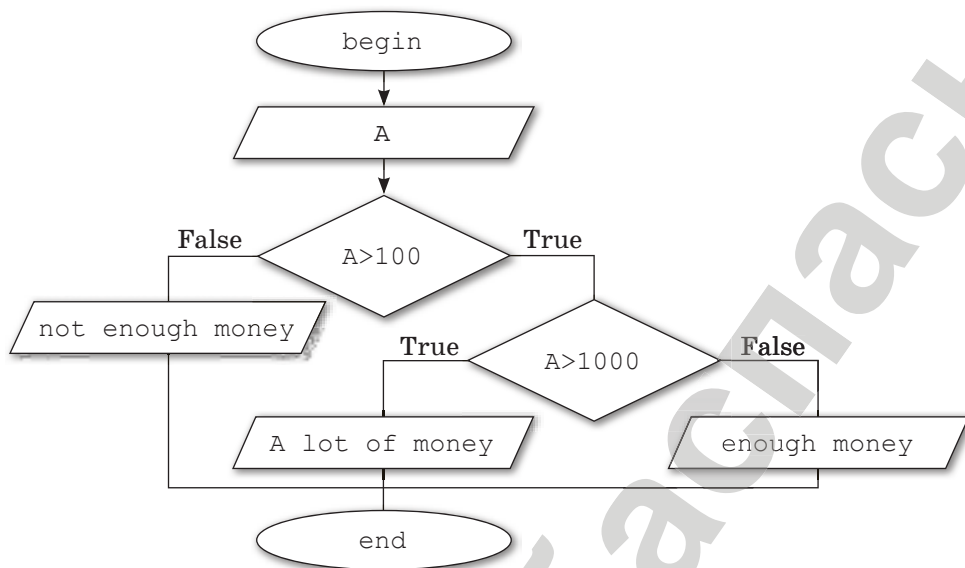 begin
A
False
A>100
True
not enough money
True
A>1000
False
A lot of money
enough money
end